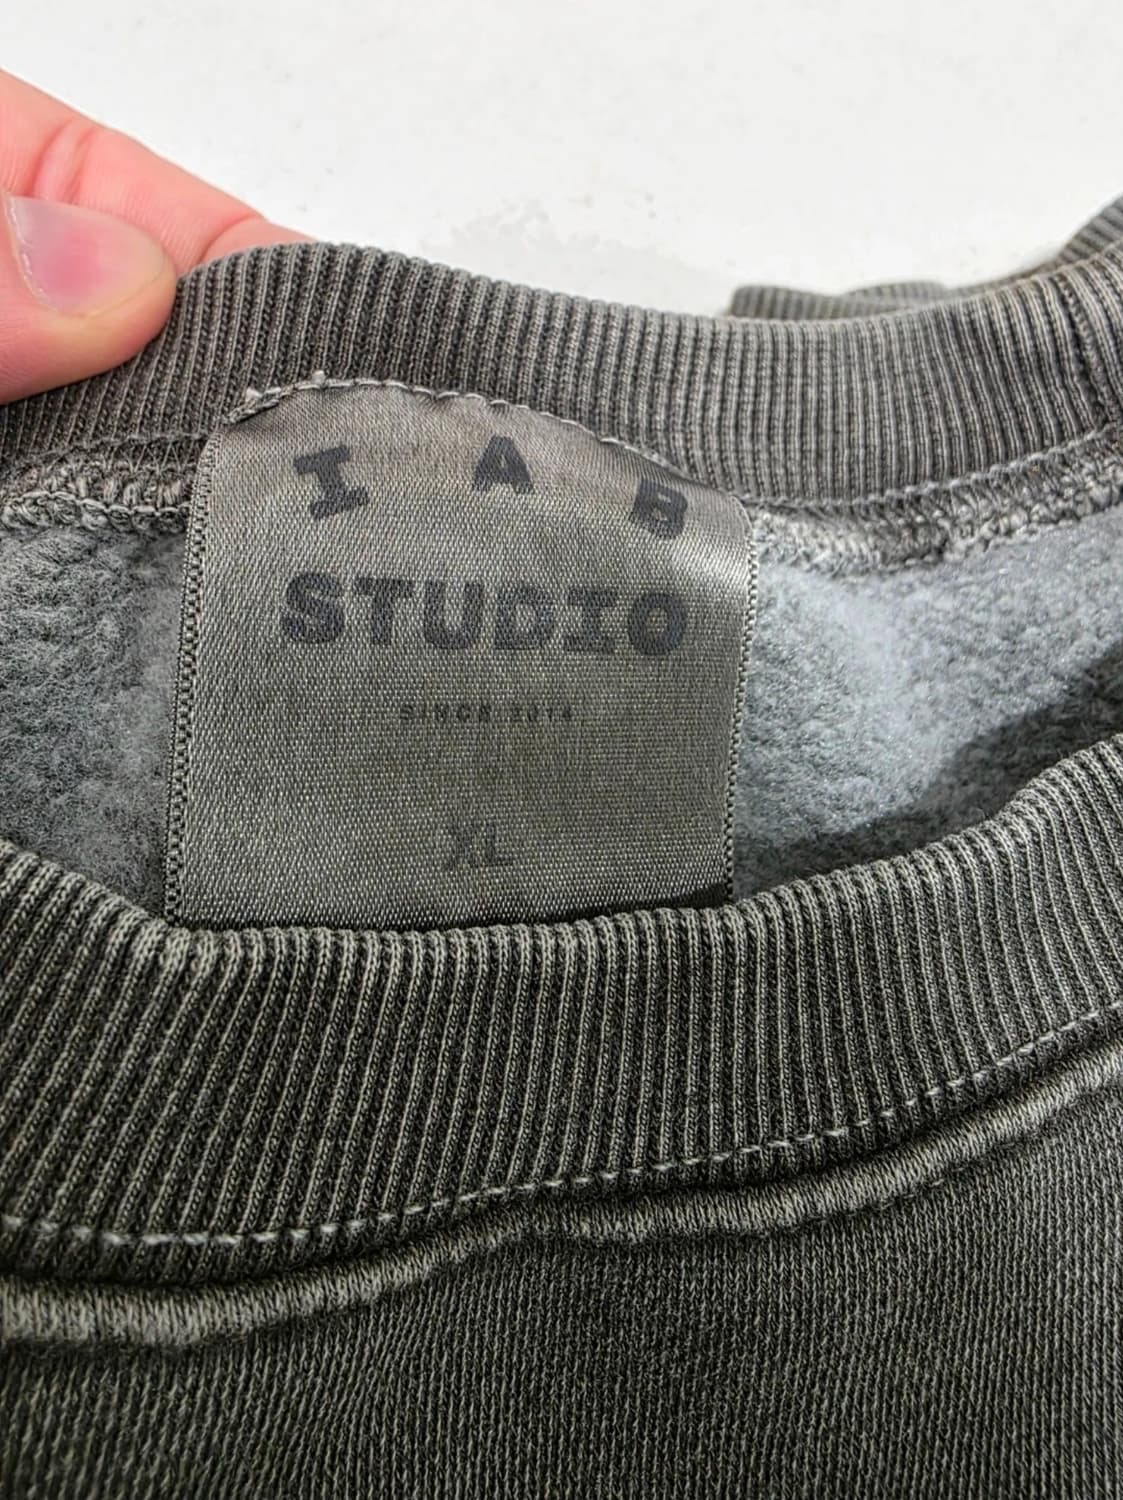 I A B
STUDIO
SINCE 2014
XL